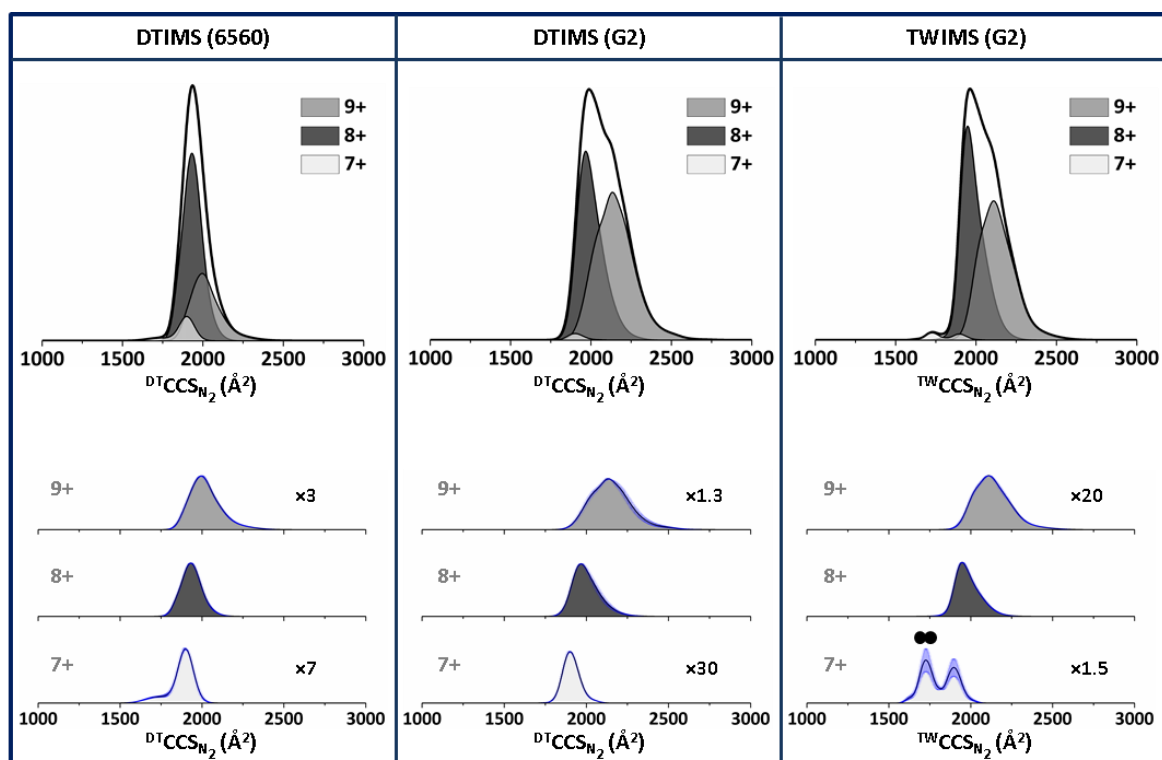 DTIMS (6560)
9+
8+
7+
1000 1500 2000 2500 3000
DTCCSN2 (Å2)
9+ ×3
8+
7+ ×7
1000 1500 2000 2500 3000
DTCCSN2 (Å2)
DTIMS (G2)
9+
8+
7+
1000 1500 2000 2500 3000
DTCCSN2 (Å2)
9+ ×1.3
8+
7+ ×30
1000 1500 2000 2500 3000
DTCCSN2 (Å2)
TWIMS (G2)
9+
8+
7+
1000 1500 2000 2500 3000
TWCCSN2 (Å2)
9+ ×20
8+
7+ ×1.5
1000 1500 2000 2500 3000
TWCCSN2 (Å2)